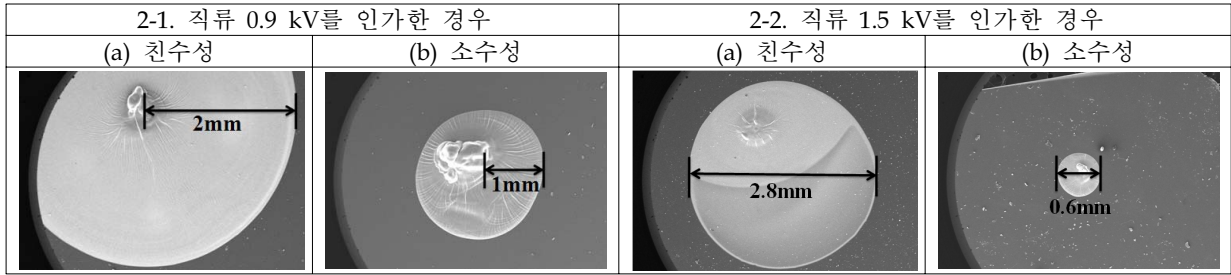 2-1. 직류 0.9 kV를 인가한 경우
2-2. 직류 1.5 kV를 인가한 경우
(a) 친수성
(b) 소수성
(a) 친수성
(b) 소수성
2mm
1mm
2.8mm
0.6mm